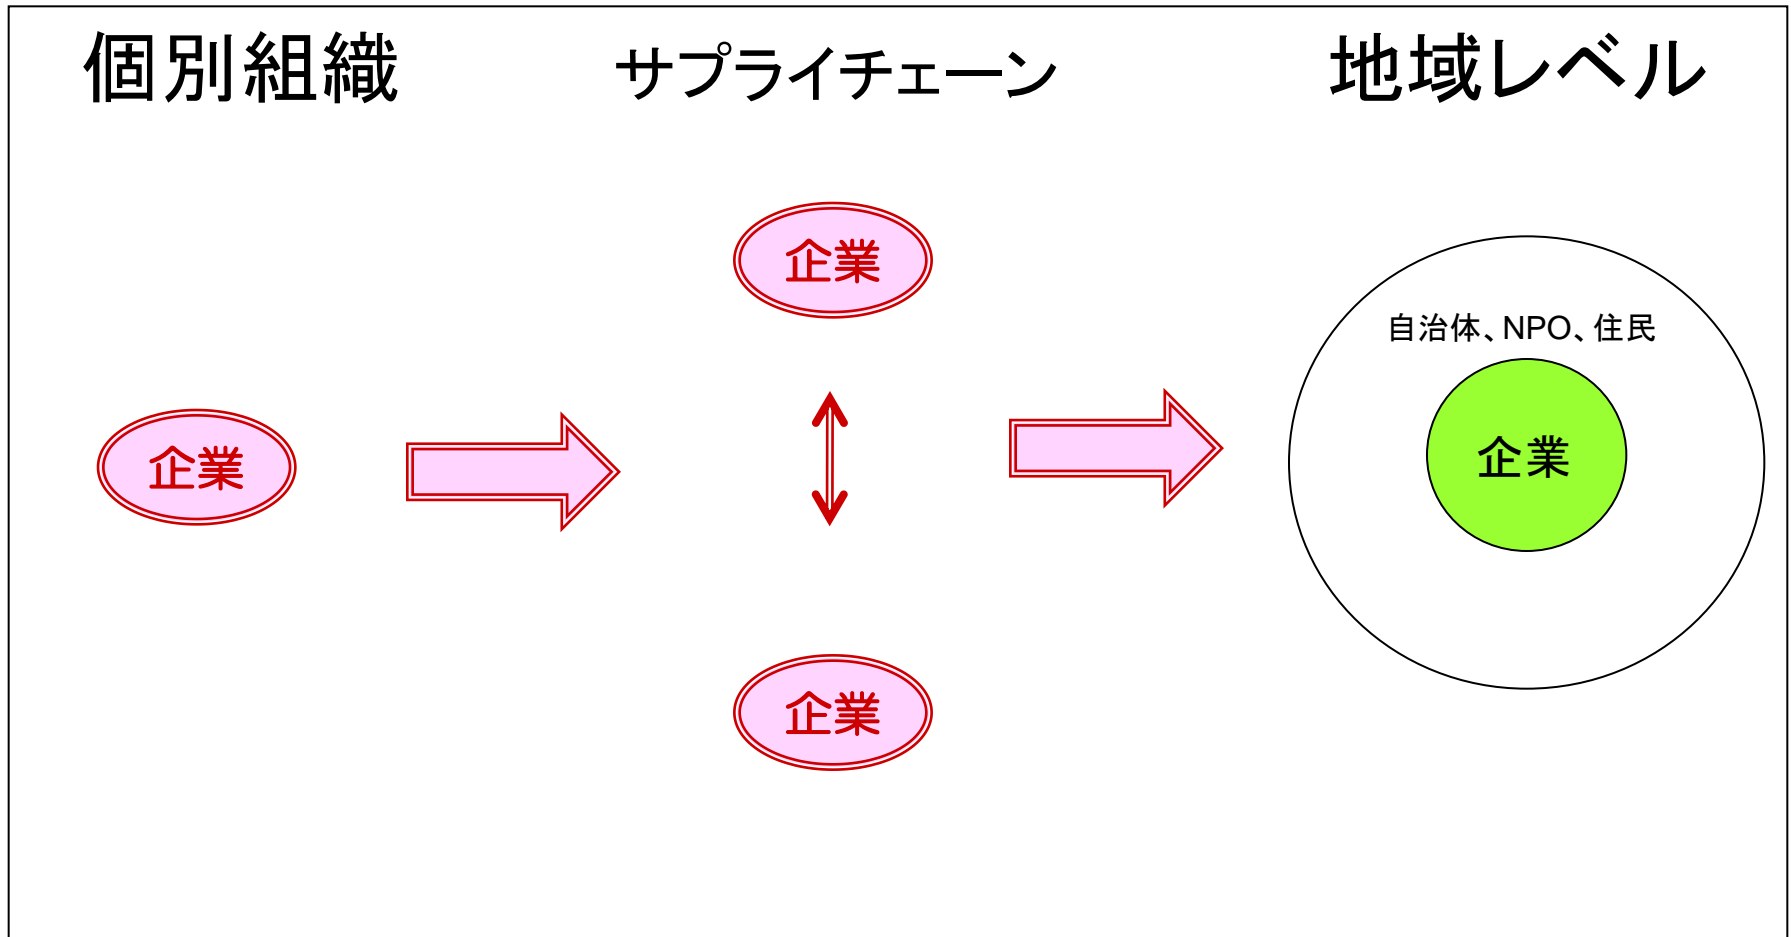 個別組織
サプライチェーン
地域レベル
企業
企業
企業
自治体、NPO、住民
企業